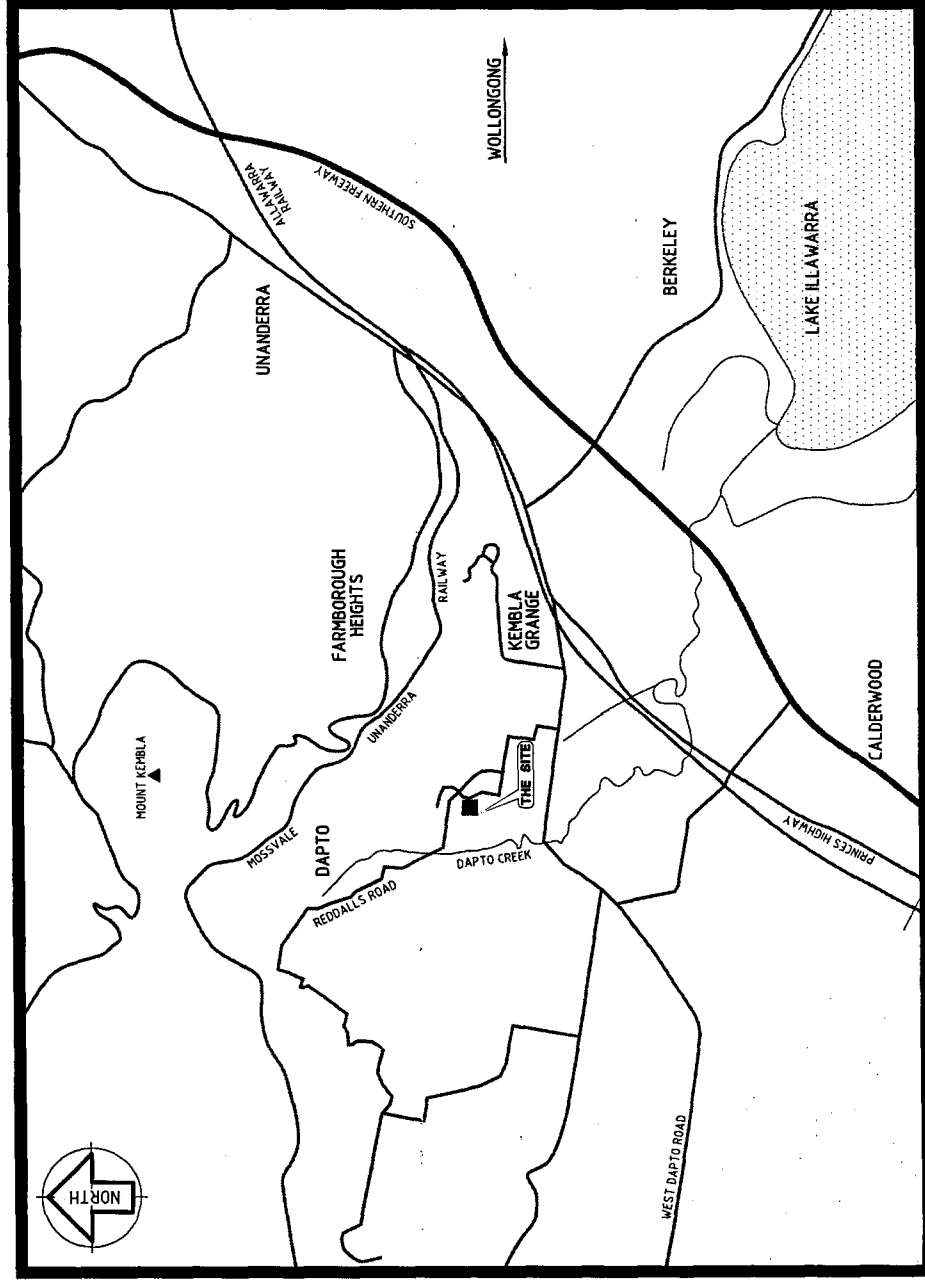 WOLLONGONG
ALLAWARRA
RAILWAY
SOUTHERN FREEWAY
BERKELEY
LAKE ILLAWARRA
UNANDERRA
FARMBOROUGH
HEIGHTS
RAILWAY
KEMBLA
GRANGE
MOUNT KEMBLA
UNANDERRA
THE SITE
CALDERWOOD
MOSSVALE
DAPTO
DAPTO CREEK
REDDALLS ROAD
PRINCES HIGHWAY
WEST DAPTO ROAD
NORTH